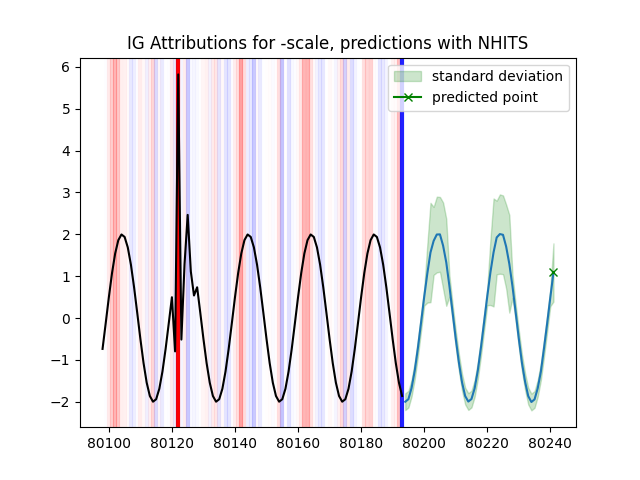 IG Attributions for -scale, predictions with NHITS
standard deviation
predicted point
6
5
4
3
2
1
0
−1
−2
80100 80120 80140 80160 80180 80200 80220 80240